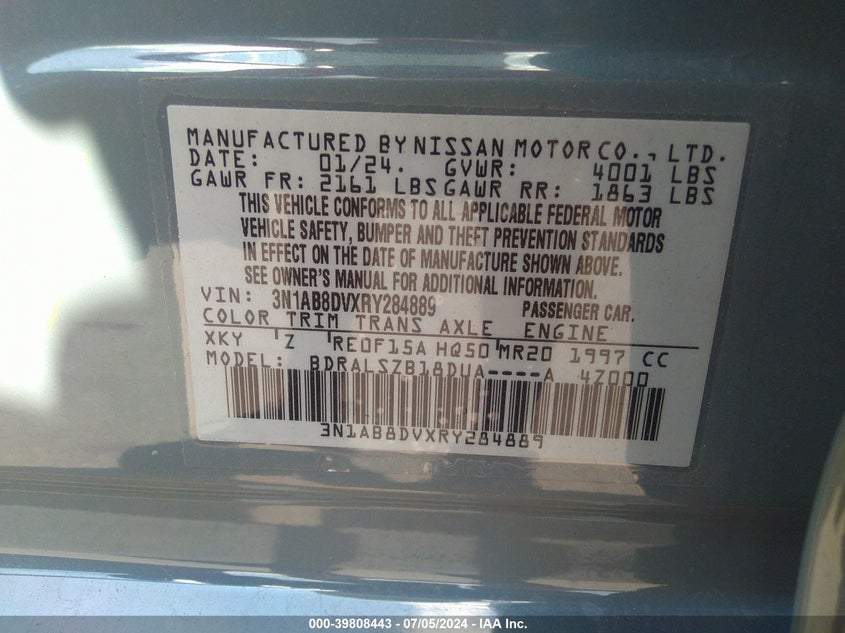 MANUFACTURED BY NISSAN MOTOR CO., LTD.
DATE: 01/24. GVWR: 4001 LBS
GAWR FR: 2161 LBS GAWR RR: 1863 LBS
THIS VEHICLE CONFORMS TO ALL APPLICABLE FEDERAL MOTOR
VEHICLE SAFETY, BUMPER AND THEFT PREVENTION STANDARDS
IN EFFECT ON THE DATE OF MANUFACTURE SHOWN ABOVE.
SEE OWNER'S MANUAL FOR ADDITIONAL INFORMATION.
VIN: 3N1AB8DVXRY284889 PASSENGER CAR.
COLOR TRIM TRANS AXLE ENGINE
XKY Z RE0F15A HQ50 MR20 1997 CC
MODEL: BDRALSZB18DUA----A 4Z000
3N1AB8DVXRY284889
000-39808443 | 07/05/2024 - IAA Inc.